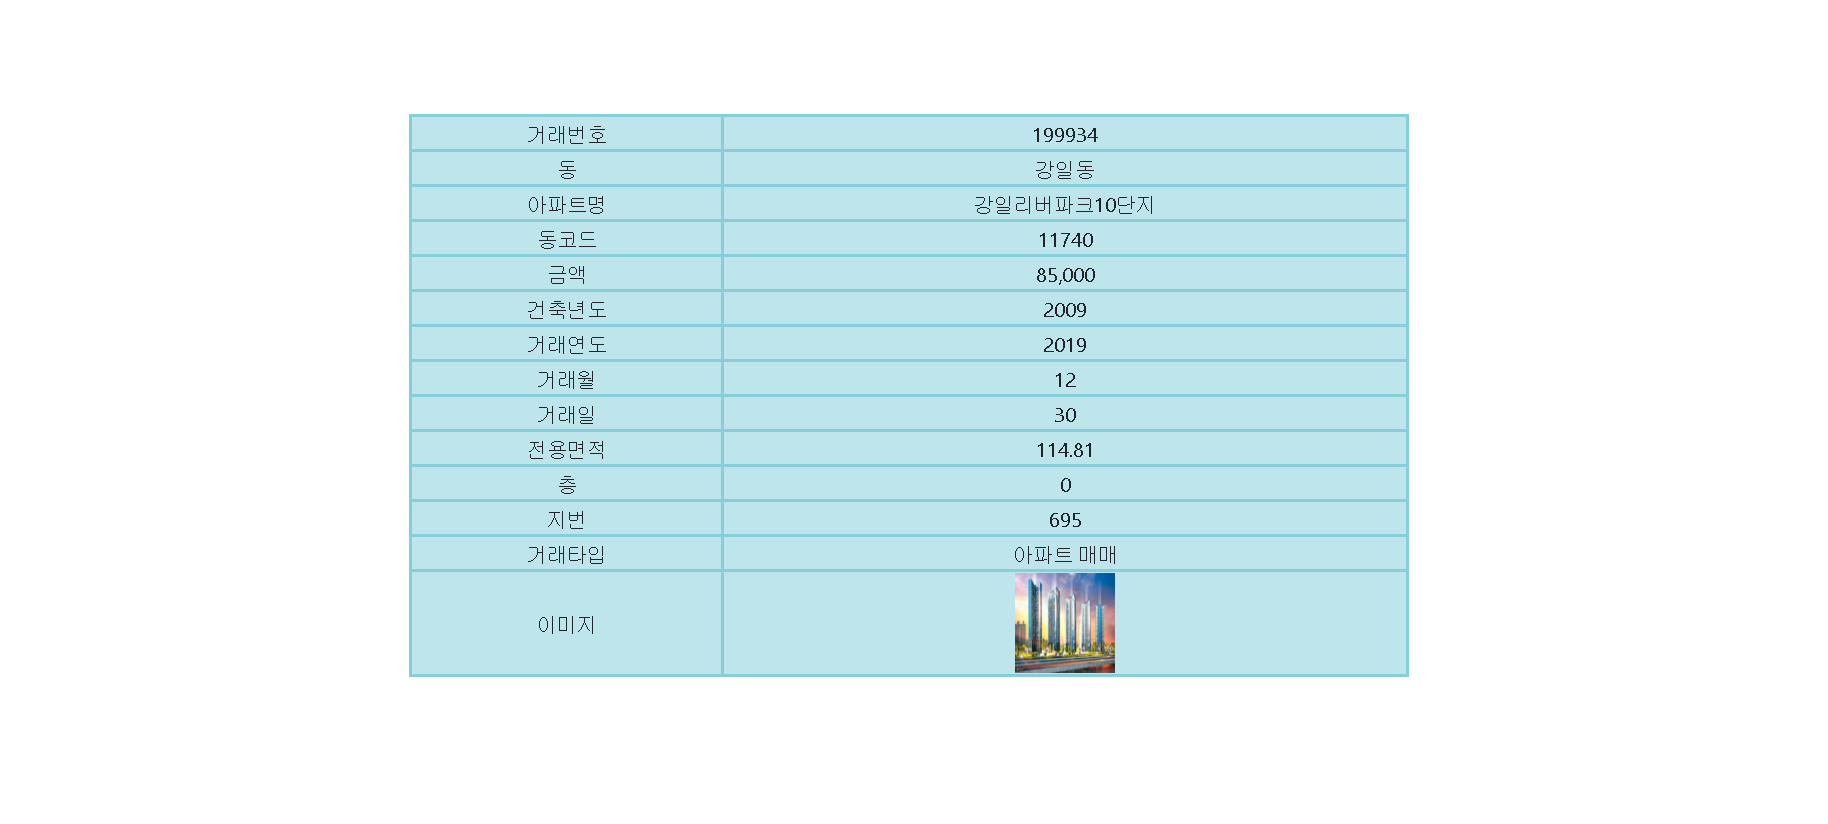 거래번호 199934
동 강일동
아파트명 강일리버파크10단지
동코드 11740
금액 85,000
건축년도 2009
거래연도 2019
거래월 12
거래일 30
전용면적 114.81
층 0
지번 695
거래타입 아파트 매매
이미지